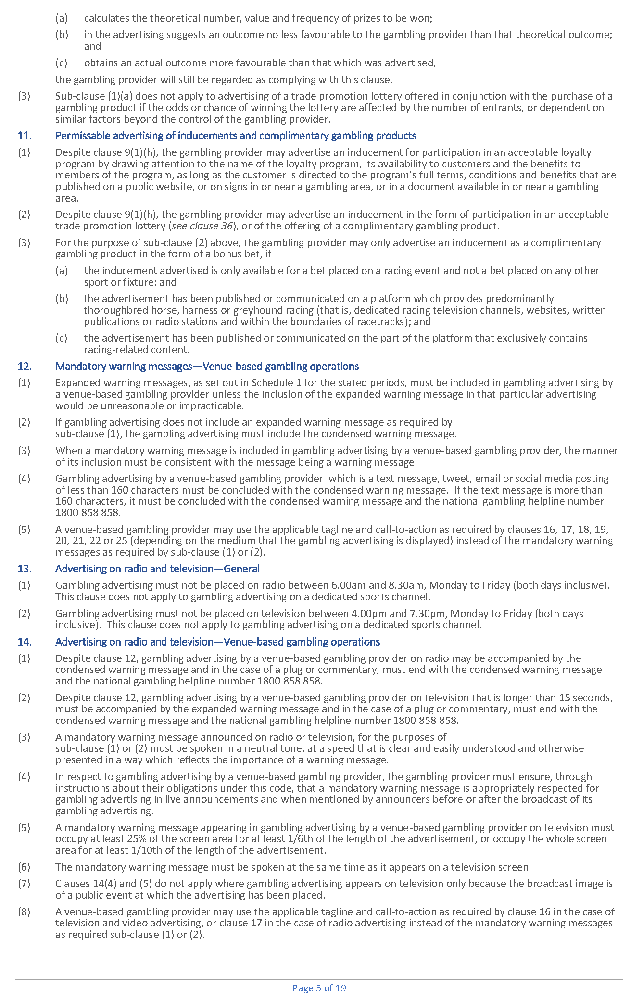 (a) calculates the theoretical number, value and frequency of prizes to be won;
(b) in the advertising suggests an outcome no less favourable to the gambling provider than that theoretical outcome;
and
(c) obtains an actual outcome more favourable than that which was advertised,
the gambling provider will still be regarded as complying with this clause.
(3) Sub-clause (1)(a) does not apply to advertising of a trade promotion lottery offered in conjunction with the purchase of a
gambling product if the odds or chance of winning the lottery are affected by the number of entrants, or dependent on
similar factors beyond the control of the gambling provider.
11. Permissable advertising of inducements and complimentary gambling products
(1) Despite clause 9(1)(h), the gambling provider may advertise an inducement for participation in an acceptable loyalty
program by drawing attention to the name of the loyalty program, its availability to customers and the benefits to
members of the program, as long as the customer is directed to the program's full terms, conditions and benefits that are
published on a public website, or on signs in or near a gambling area, or in a document available in or near a gambling
area.
(2) Despite clause 9(1)(h), the gambling provider may advertise an inducement in the form of participation in an acceptable
trade promotion lottery (see clause 36), or of the offering of a complimentary gambling product.
(3) For the purpose of sub-clause (2) above, the gambling provider may only advertise an inducement as a complimentary
gambling product in the form of a bonus bet, if—
(a) the inducement advertised is only available for a bet placed on a racing event and not a bet placed on any other
sport or fixture; and
(b) the advertisement has been published or communicated on a platform which provides predominantly
thoroughbred horse, harness or greyhound racing (that is, dedicated racing television channels, websites, written
publications or radio stations and within the boundaries of racetracks); and
(c) the advertisement has been published or communicated on the part of the platform that exclusively contains
racing-related content.
12. Mandatory warning messages—Venue-based gambling operations
(1) Expanded warning messages, as set out in Schedule 1 for the stated periods, must be included in gambling advertising by
a venue-based gambling provider unless the inclusion of the expanded warning message in that particular advertising
would be unreasonable or impracticable.
(2) If gambling advertising does not include an expanded warning message as required by
sub-clause (1), the gambling advertising must include the condensed warning message.
(3) When a mandatory warning message is included in gambling advertising by a venue-based gambling provider, the manner
of its inclusion must be consistent with the message being a warning message.
(4) Gambling advertising by a venue-based gambling provider which is a text message, tweet, email or social media posting
of less than 160 characters must be concluded with the condensed warning message. If the text message is more than
160 characters, it must be concluded with the condensed warning message and the national gambling helpline number
1800 858 858.
(5) A venue-based gambling provider may use the applicable tagline and call-to-action as required by clauses 16, 17, 18, 19,
20, 21, 22 or 25 (depending on the medium that the gambling advertising is displayed) instead of the mandatory warning
messages as required by sub-clause (1) or (2).
13. Advertising on radio and television—General
(1) Gambling advertising must not be placed on radio between 6.00am and 8.30am, Monday to Friday (both days inclusive).
This clause does not apply to gambling advertising on a dedicated sports channel.
(2) Gambling advertising must not be placed on television between 4.00pm and 7.30pm, Monday to Friday (both days
inclusive). This clause does not apply to gambling advertising on a dedicated sports channel.
14. Advertising on radio and television—Venue-based gambling operations
(1) Despite clause 12, gambling advertising by a venue-based gambling provider on radio may be accompanied by the
condensed warning message and in the case of a plug or commentary, must end with the condensed warning message
and the national gambling helpline number 1800 858 858.
(2) Despite clause 12, gambling advertising by a venue-based gambling provider on television that is longer than 15 seconds,
must be accompanied by the expanded warning message and in the case of a plug or commentary, must end with the
condensed warning message and the national gambling helpline number 1800 858 858.
(3) A mandatory warning message announced on radio or television, for the purposes of
sub-clause (1) or (2) must be spoken in a neutral tone, at a speed that is clear and easily understood and otherwise
presented in a way which reflects the importance of a warning message.
(4) In respect to gambling advertising by a venue-based gambling provider, the gambling provider must ensure, through
instructions about their obligations under this code, that a mandatory warning message is appropriately respected for
gambling advertising in live announcements and when mentioned by announcers before or after the broadcast of its
gambling advertising.
(5) A mandatory warning message appearing in gambling advertising by a venue-based gambling provider on television must
occupy at least 25% of the screen area for at least 1/6th of the length of the advertisement, or occupy the whole screen
area for at least 1/10th of the length of the advertisement.
(6) The mandatory warning message must be spoken at the same time as it appears on a television screen.
(7) Clauses 14(4) and (5) do not apply where gambling advertising appears on television only because the broadcast image is
of a public event at which the advertising has been placed.
(8) A venue-based gambling provider may use the applicable tagline and call-to-action as required by clause 16 in the case of
television and video advertising, or clause 17 in the case of radio advertising instead of the mandatory warning messages
as required sub-clause (1) or (2).
Page 5 of 19